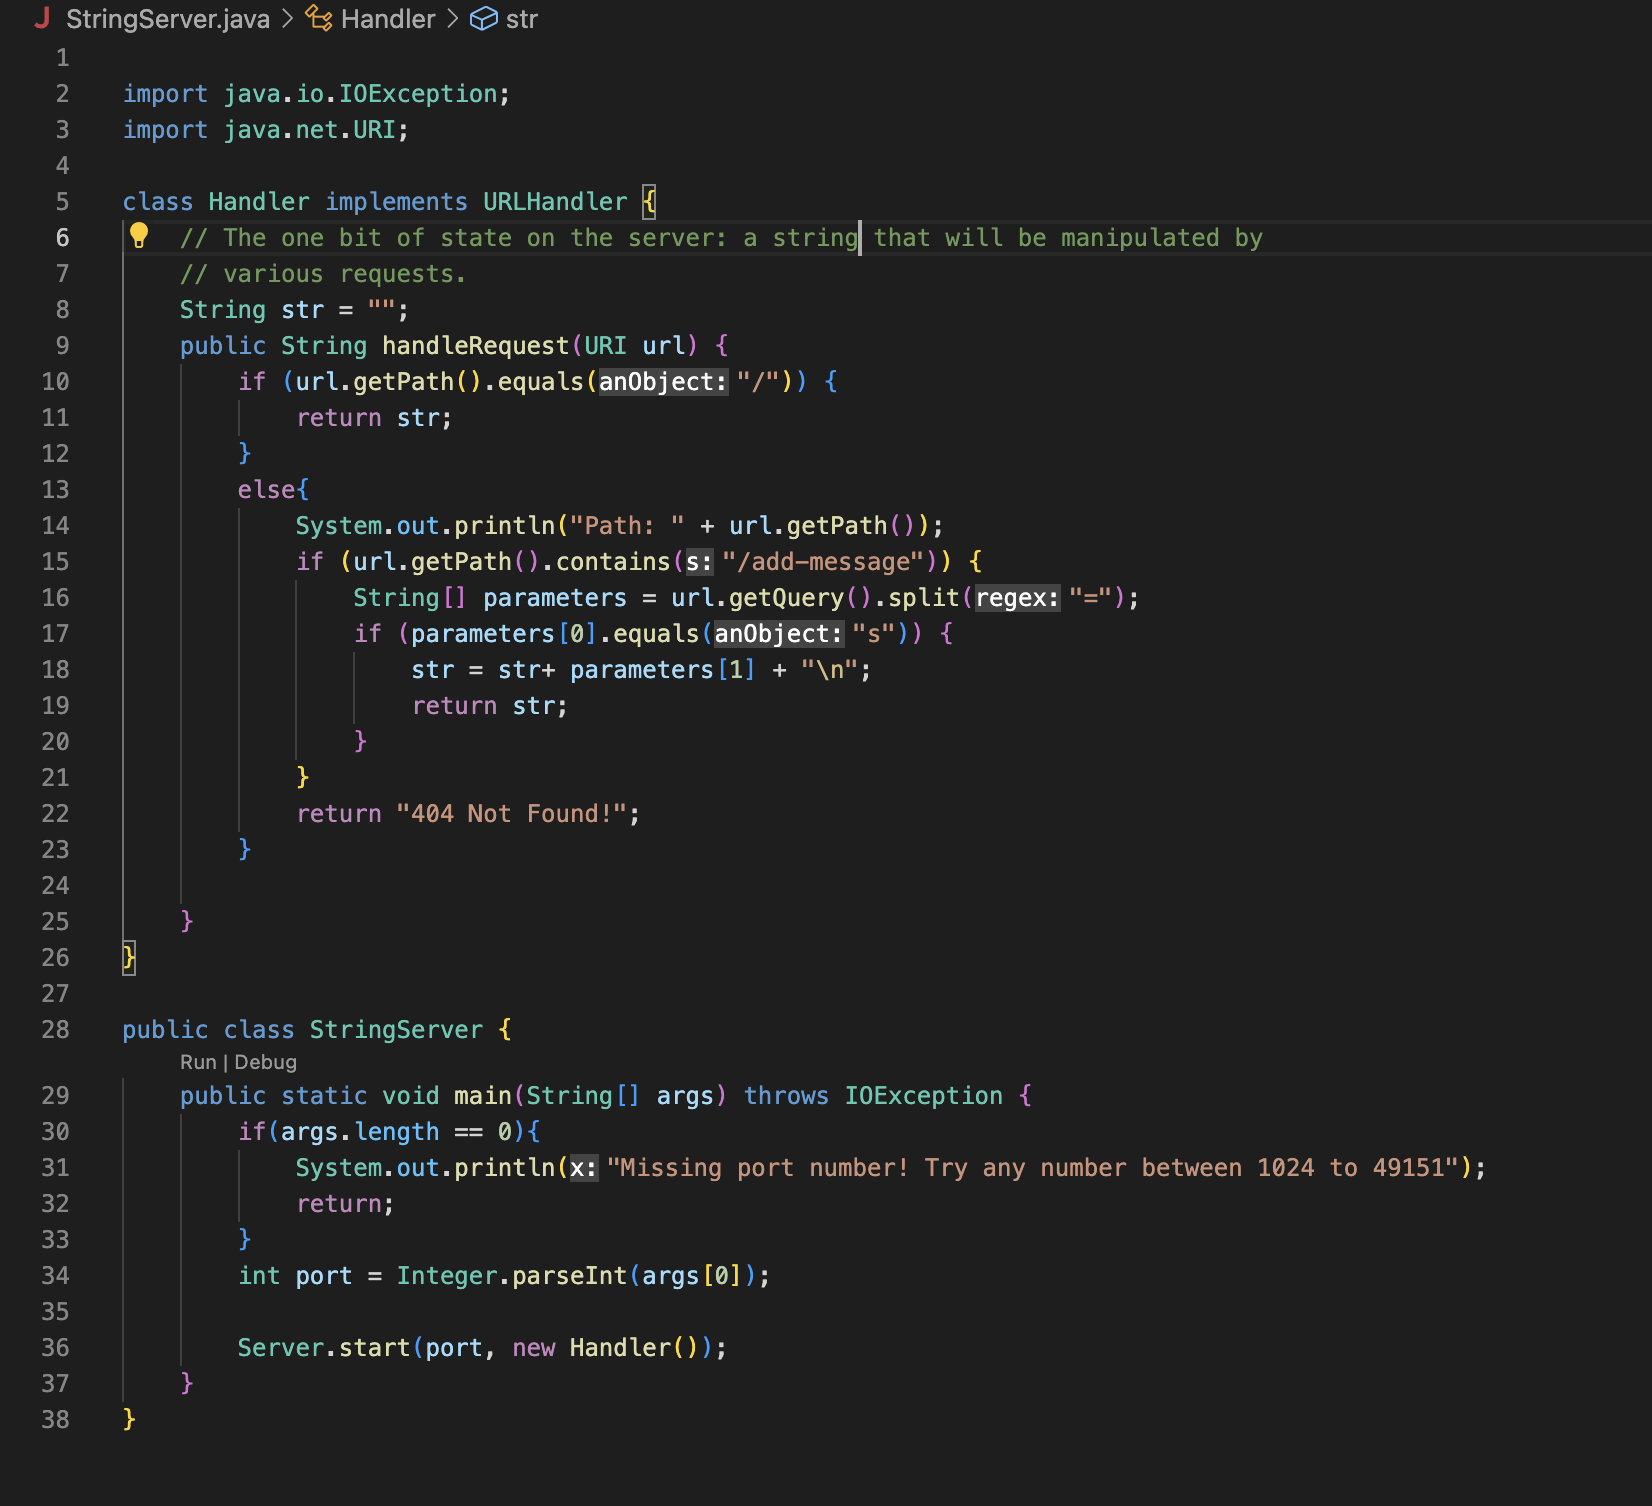 StringServer.java > Handler > str
1
2 import java.io.IOException;
3 import java.net.URI;
4
5 class Handler implements URLHandler {
6     // The one bit of state on the server: a string that will be manipulated by
7     // various requests.
8     String str = "";
9     public String handleRequest(URI url) {
10         if (url.getPath().equals(anObject: "/")) {
11             return str;
12         }
13         else{
14             System.out.println("Path: " + url.getPath());
15             if (url.getPath().contains(s: "/add-message")) {
16                 String[] parameters = url.getQuery().split(regex: "=");
17                 if (parameters[0].equals(anObject: "s")) {
18                     str = str+ parameters[1] + "\n";
19                     return str;
20                 }
21             }
22             return "404 Not Found!";
23         }
24
25     }
26 }
27
28 public class StringServer {
Run | Debug
29     public static void main(String[] args) throws IOException {
30         if(args.length == 0){
31             System.out.println(x: "Missing port number! Try any number between 1024 to 49151");
32             return;
33         }
34         int port = Integer.parseInt(args[0]);
35
36         Server.start(port, new Handler());
37     }
38 }